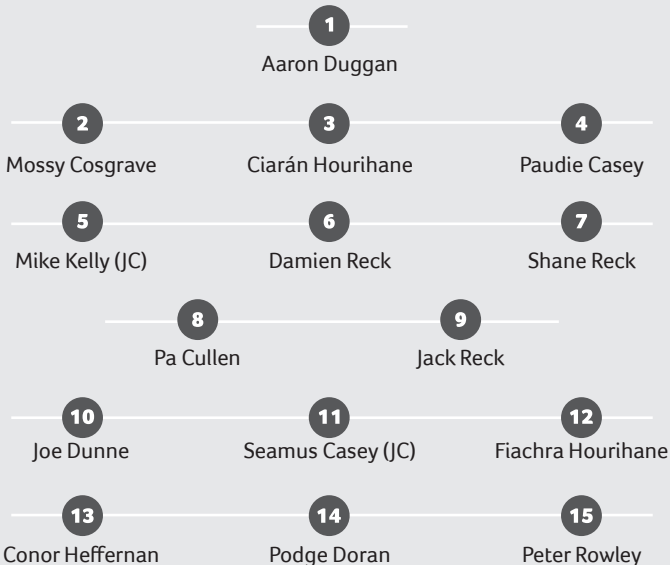 1
Aaron Duggan
2 3 4
Mossy Cosgrave Ciarán Hourihane Paudie Casey
5 6 7
Mike Kelly (JC) Damien Reck Shane Reck
8 9
Pa Cullen Jack Reck
10 11 12
Joe Dunne Seamus Casey (JC) Fiachra Hourihane
13 14 15
Conor Heffernan Podge Doran Peter Rowley